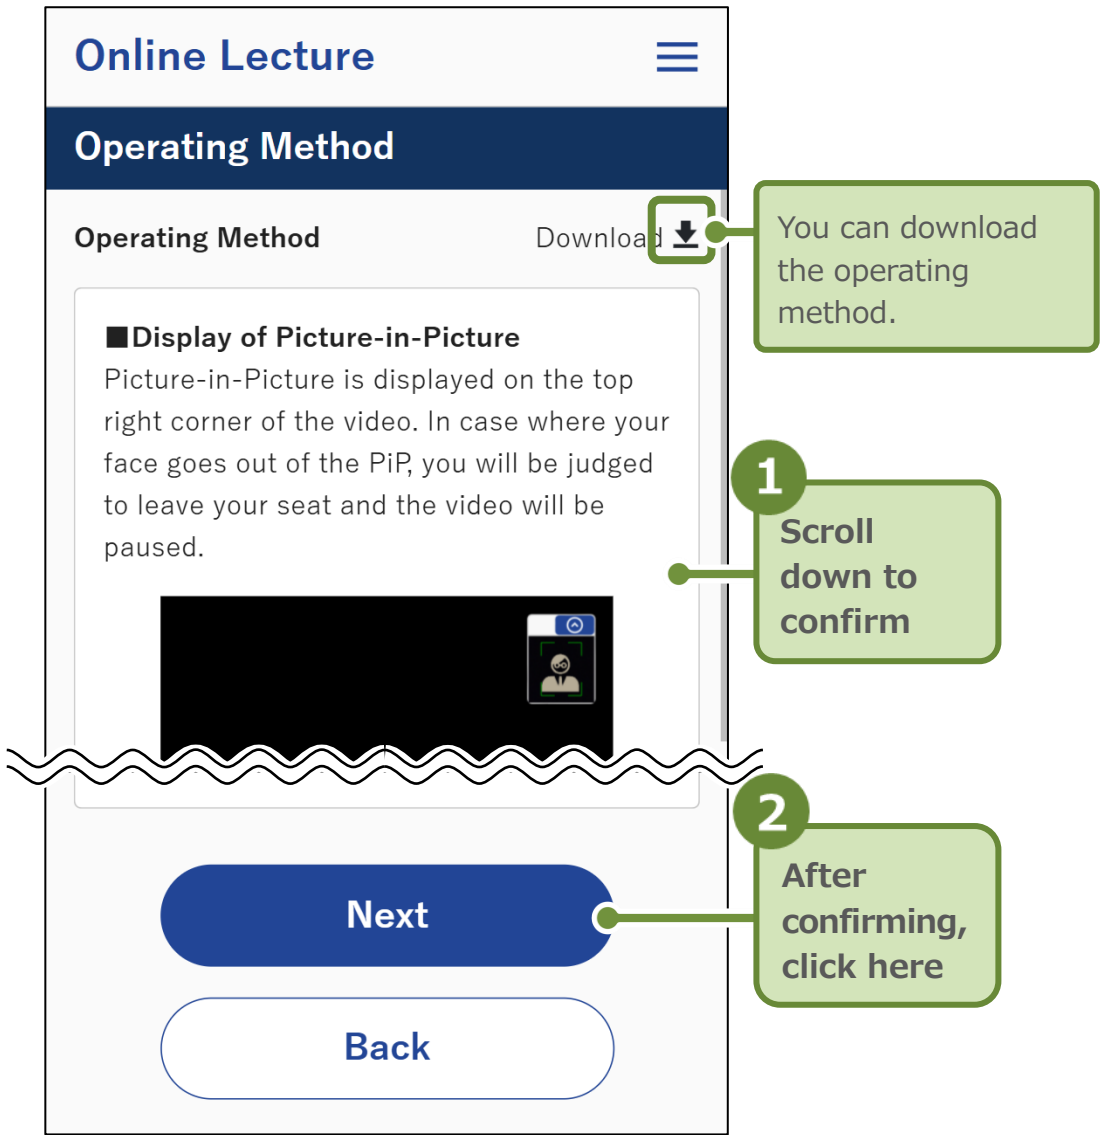 Online Lecture
Operating Method
Operating Method
Download
You can download
the operating
method.
■Display of Picture-in-Picture
Picture-in-Picture is displayed on the top
right corner of the video. In case where your
face goes out of the PiP, you will be judged
to leave your seat and the video will be
paused.
1
Scroll
down to
confirm
2
After
confirming,
click here
Next
Back